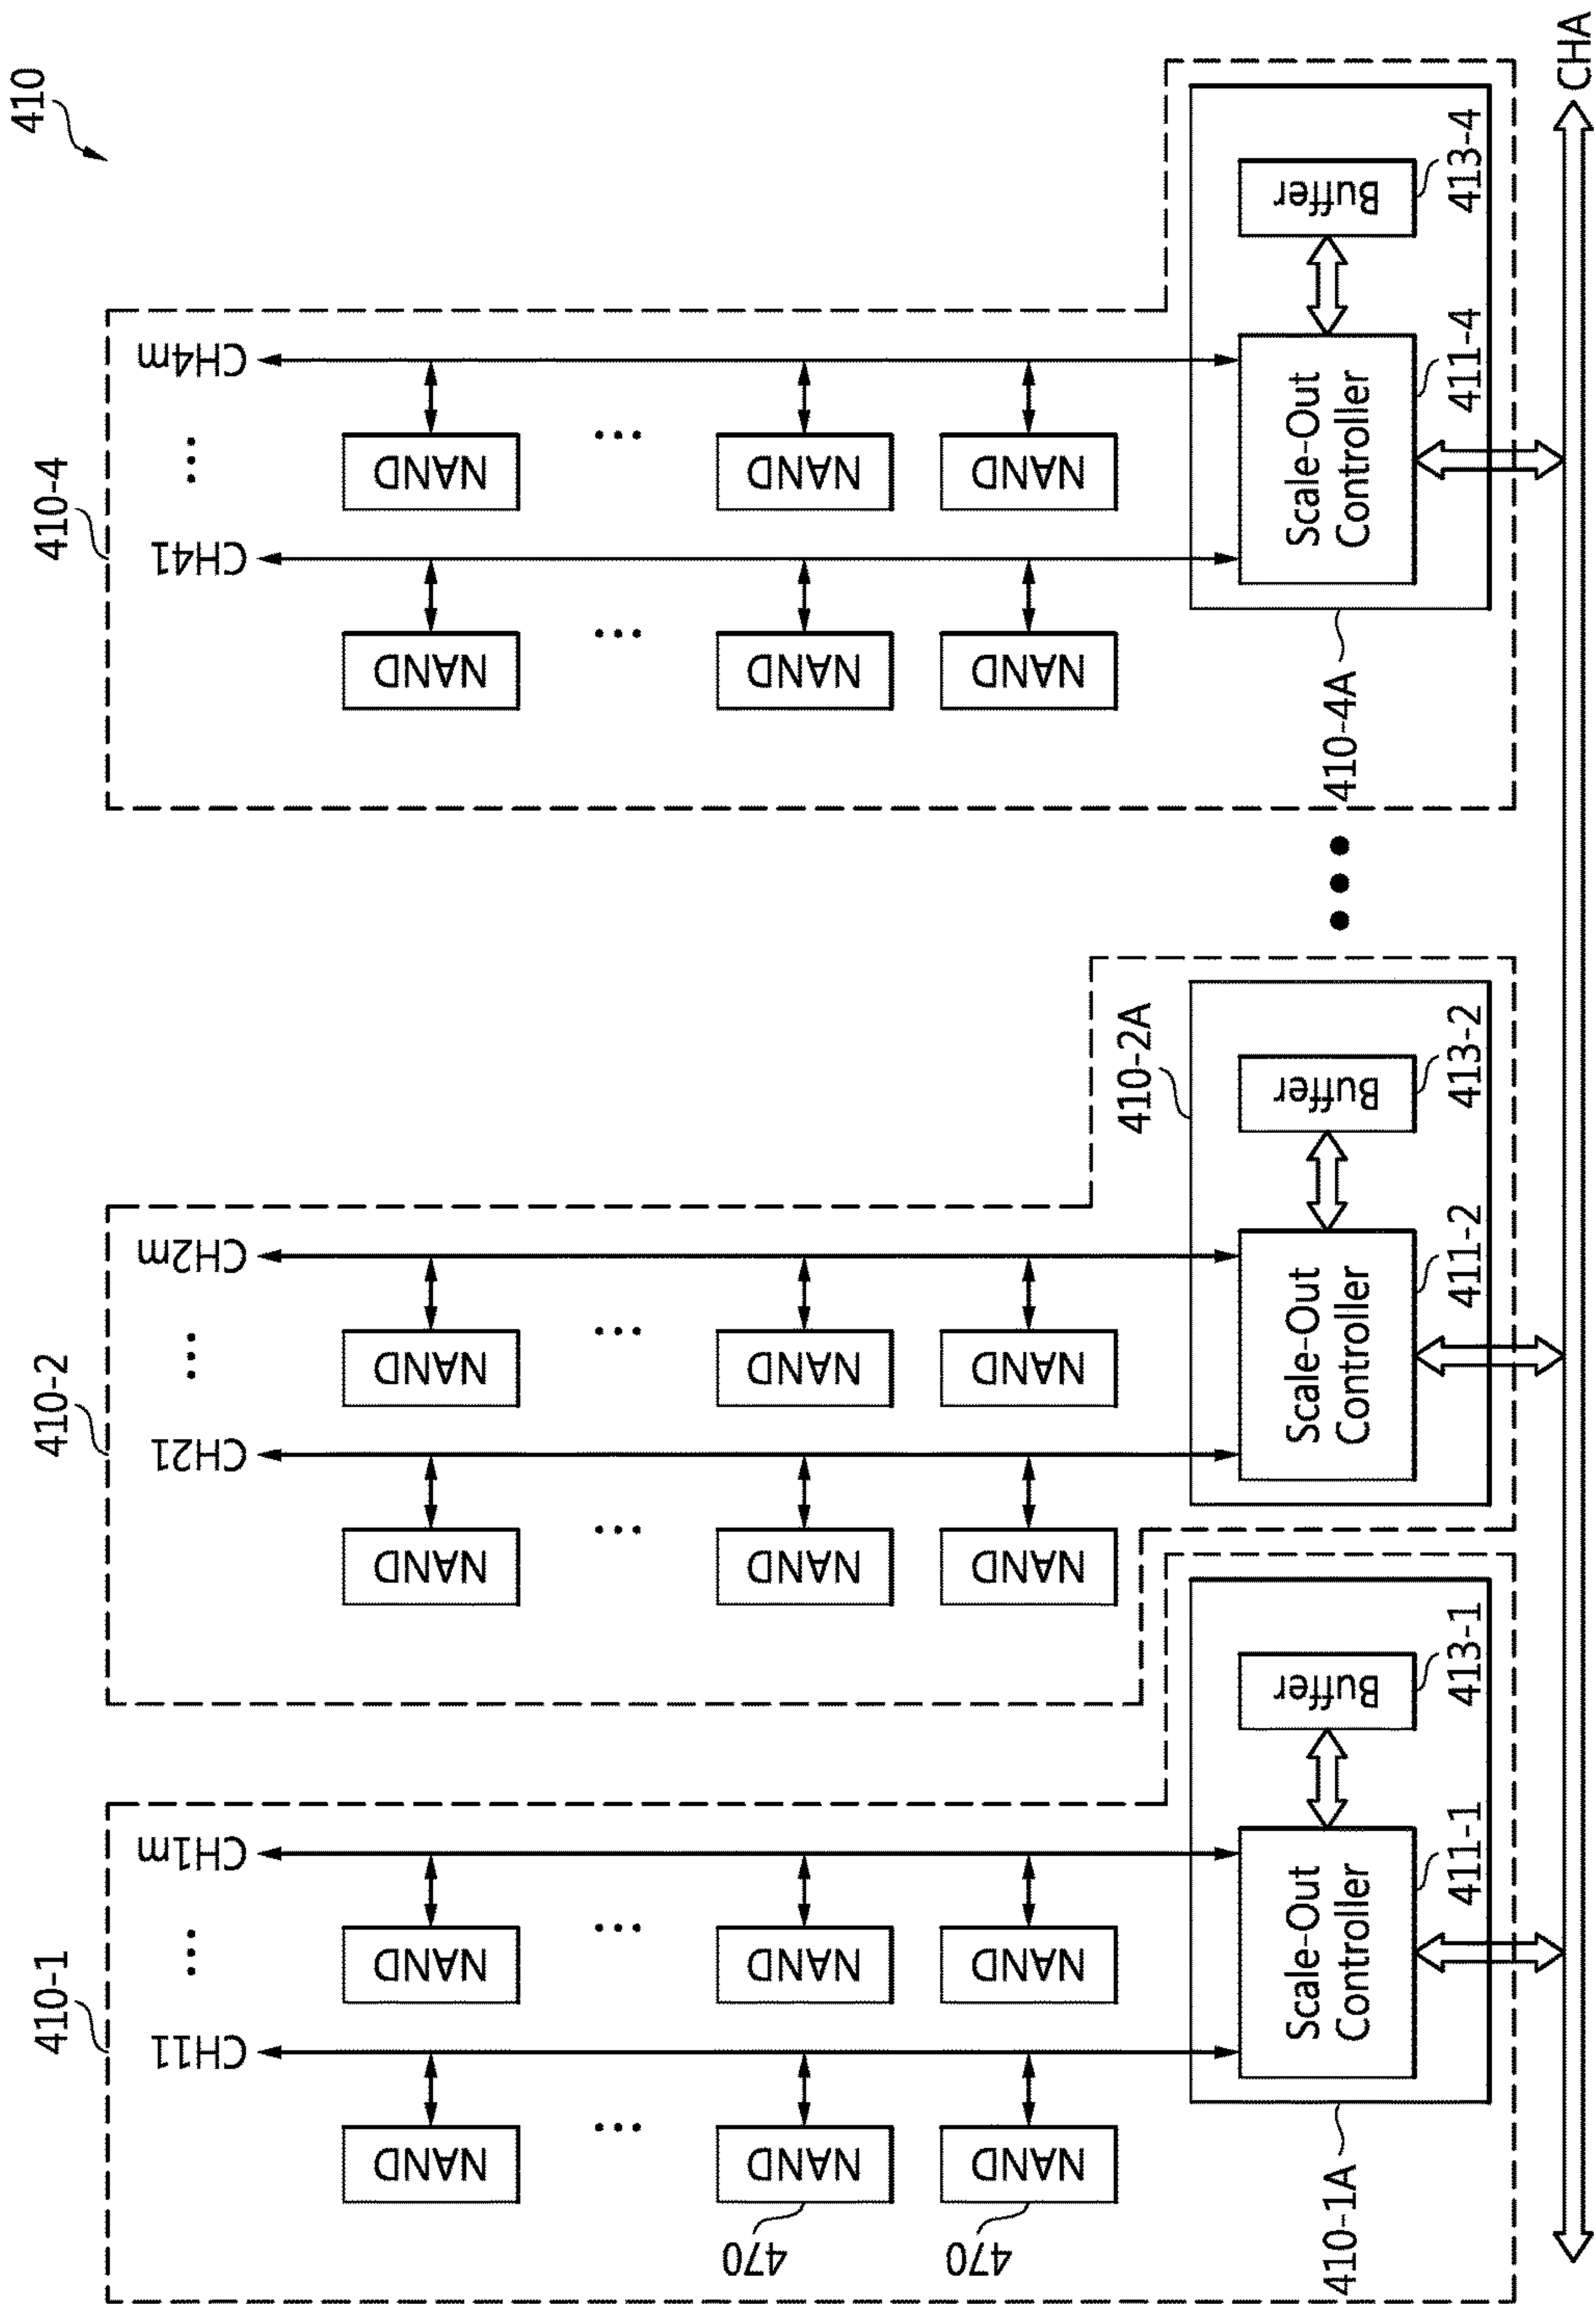 410
410-1
410-2
410-4
CH11
...
CH1m
CH21
...
CH2m
CH41
...
CH4m
NAND
NAND
NAND
NAND
NAND
NAND
...
...
...
...
...
...
470
NAND
NAND
NAND
NAND
NAND
NAND
470
NAND
NAND
NAND
NAND
NAND
NAND
410-2A
410-1A
Scale-Out
Controller
Buffer
Scale-Out
Controller
Buffer
...
410-4A
Scale-Out
Controller
Buffer
411-1
413-1
411-2
413-2
411-4
413-4
CHA